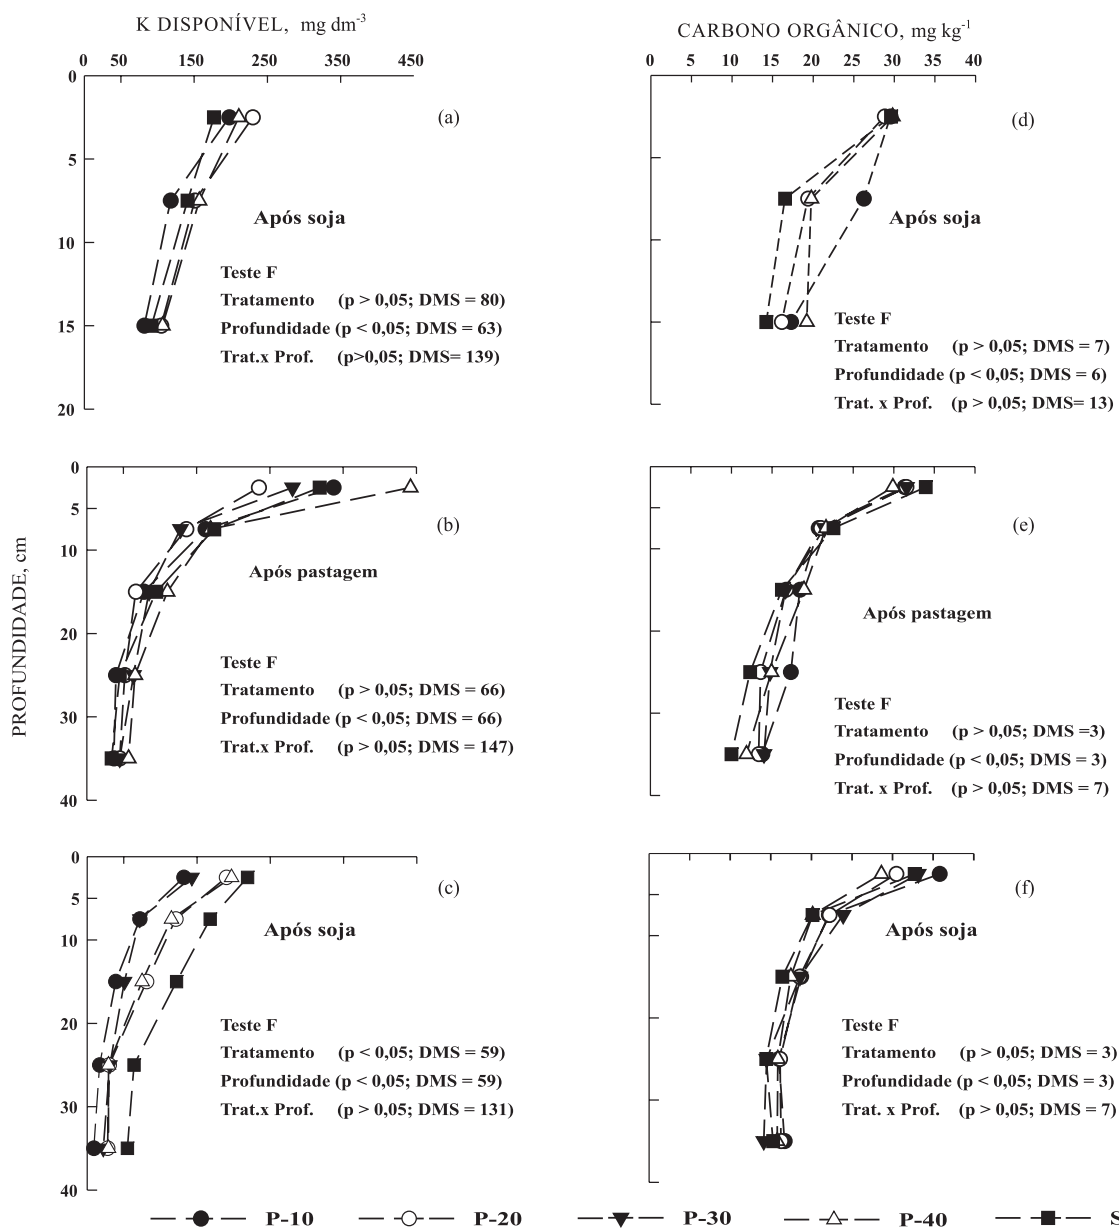 K DISPONÍVEL, mg dm-3
0 50 150 250 350 450
0
5
10
15
20
(a)
Após soja
Teste F
Tratamento (p > 0,05; DMS = 80)
Profundidade (p < 0,05; DMS = 63)
Trat.x Prof. (p>0,05; DMS= 139)
CARBONO ORGÂNICO, mg kg-1
0 5 10 15 20 25 30 35 40
(d)
Após soja
Teste F
Tratamento (p > 0,05; DMS = 7)
Profundidade (p < 0,05; DMS = 6)
Trat. x Prof. (p > 0,05; DMS= 13)
PROFUNDIDADE, cm
0
5
10
20
30
40
(b)
Após pastagem
Teste F
Tratamento (p > 0,05; DMS = 66)
Profundidade (p < 0,05; DMS = 66)
Trat.x Prof. (p > 0,05; DMS = 147)
(e)
Após pastagem
Teste F
Tratamento (p > 0,05; DMS =3)
Profundidade (p < 0,05; DMS = 3)
Trat. x Prof. (p > 0,05; DMS = 7)
0
5
10
20
30
40
(c)
Após soja
Teste F
Tratamento (p < 0,05; DMS = 59)
Profundidade (p < 0,05; DMS = 59)
Trat.x Prof. (p > 0,05; DMS = 131)
(f)
Após soja
Teste F
Tratamento (p > 0,05; DMS = 3)
Profundidade (p < 0,05; DMS = 3)
Trat. x Prof. (p > 0,05; DMS = 7)
P-10 P-20 P-30 P-40